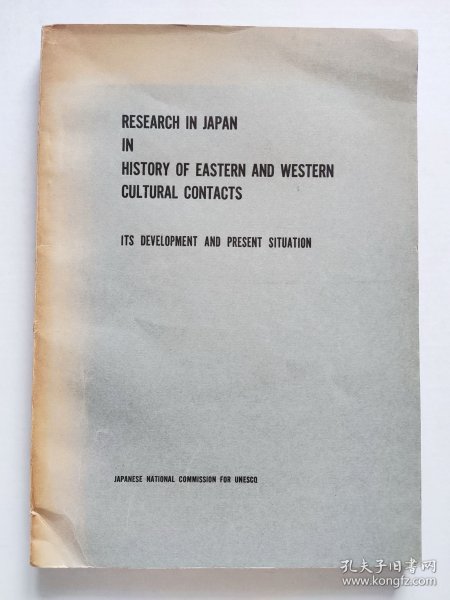 RESEARCH IN JAPAN
IN
HISTORY OF EASTERN AND WESTERN
CULTURAL CONTACTS
ITS DEVELOPMENT AND PRESENT SITUATION
JAPANESE NATIONAL COMMISSION FOR UNESCO
孔夫子旧书网
www.kongfz.com